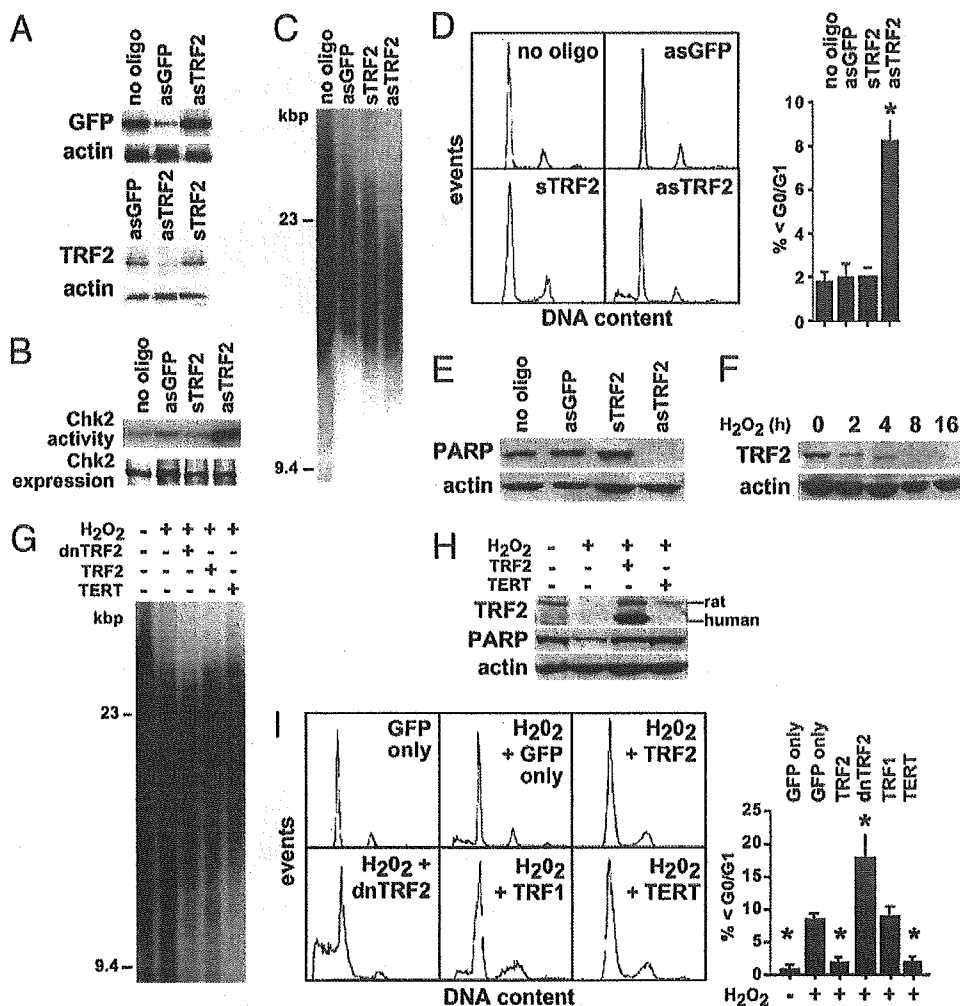 A
no oligo
asGFP
asTRF2
GFP
actin
asGFP
asTRF2
sTRF2
TRF2
actin
B
no oligo
asGFP
sTRF2
asTRF2
Chk2
activity
Chk2
expression
C
no oligo
asGFP
sTRF2
asTRF2
kbp
23
9.4
D
no oligo
asGFP
sTRF2
asTRF2
events
DNA content
no oligo
asGFP
sTRF2
asTRF2
*
% < G0/G1
10
8
6
4
2
0
E
no oligo
asGFP
sTRF2
asTRF2
PARP
actin
F
H2O2 (h)
0 2 4 8 16
TRF2
actin
G
H2O2 - + + + +
dnTRF2 - - + - -
TRF2 - - - + -
TERT - - - - +
kbp
23
9.4
H
H2O2 - + + +
TRF2 - - + -
TERT - - - +
TRF2
rat
human
PARP
actin
I
GFP
only
H2O2
+ GFP
only
H2O2
+ TRF2
H2O2 +
dnTRF2
H2O2
+ TRF1
H2O2
+ TERT
events
DNA content
GFP only
GFP only
TRF2
dnTRF2
TRF1
TERT
% < G0/G1
25
20
15
10
5
0
* * * *
H2O2 - + + + + +